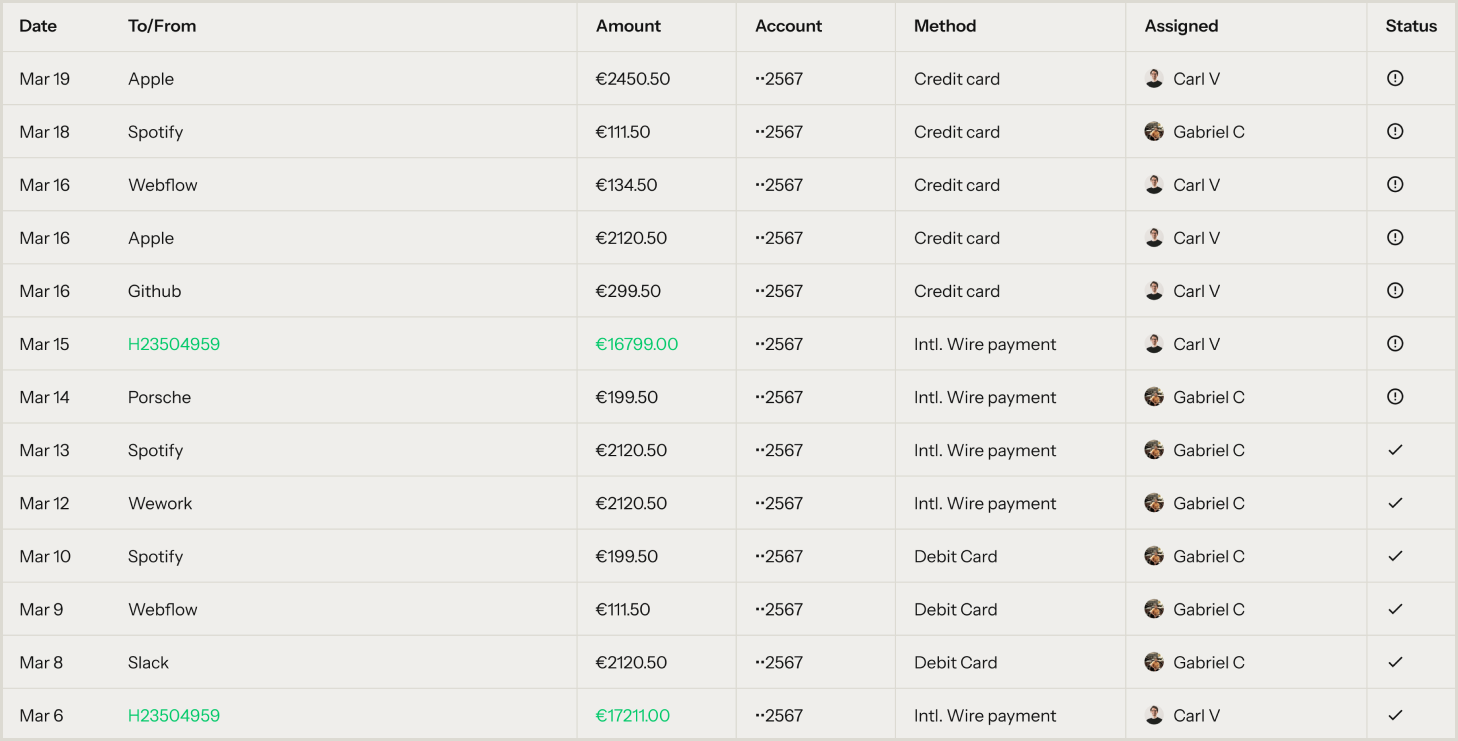 Date To/From Amount Account Method Assigned Status
Mar 19 Apple €2450.50 ··2567 Credit card Carl V
Mar 18 Spotify €111.50 ··2567 Credit card Gabriel C
Mar 16 Webflow €134.50 ··2567 Credit card Carl V
Mar 16 Apple €2120.50 ··2567 Credit card Carl V
Mar 16 Github €299.50 ··2567 Credit card Carl V
Mar 15 H23504959 €16799.00 ··2567 Intl. Wire payment Carl V
Mar 14 Porsche €199.50 ··2567 Intl. Wire payment Gabriel C
Mar 13 Spotify €2120.50 ··2567 Intl. Wire payment Gabriel C
Mar 12 Wework €2120.50 ··2567 Intl. Wire payment Gabriel C
Mar 10 Spotify €199.50 ··2567 Debit Card Gabriel C
Mar 9 Webflow €111.50 ··2567 Debit Card Gabriel C
Mar 8 Slack €2120.50 ··2567 Debit Card Gabriel C
Mar 6 H23504959 €17211.00 ··2567 Intl. Wire payment Carl V